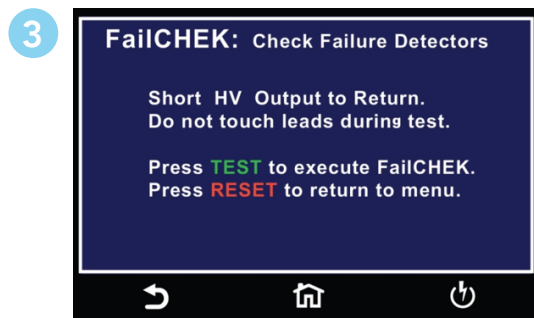 3
FailCHEK: Check Failure Detectors
Short HV Output to Return.
Do not touch leads during test.
Press TEST to execute FailCHEK.
Press RESET to return to menu.